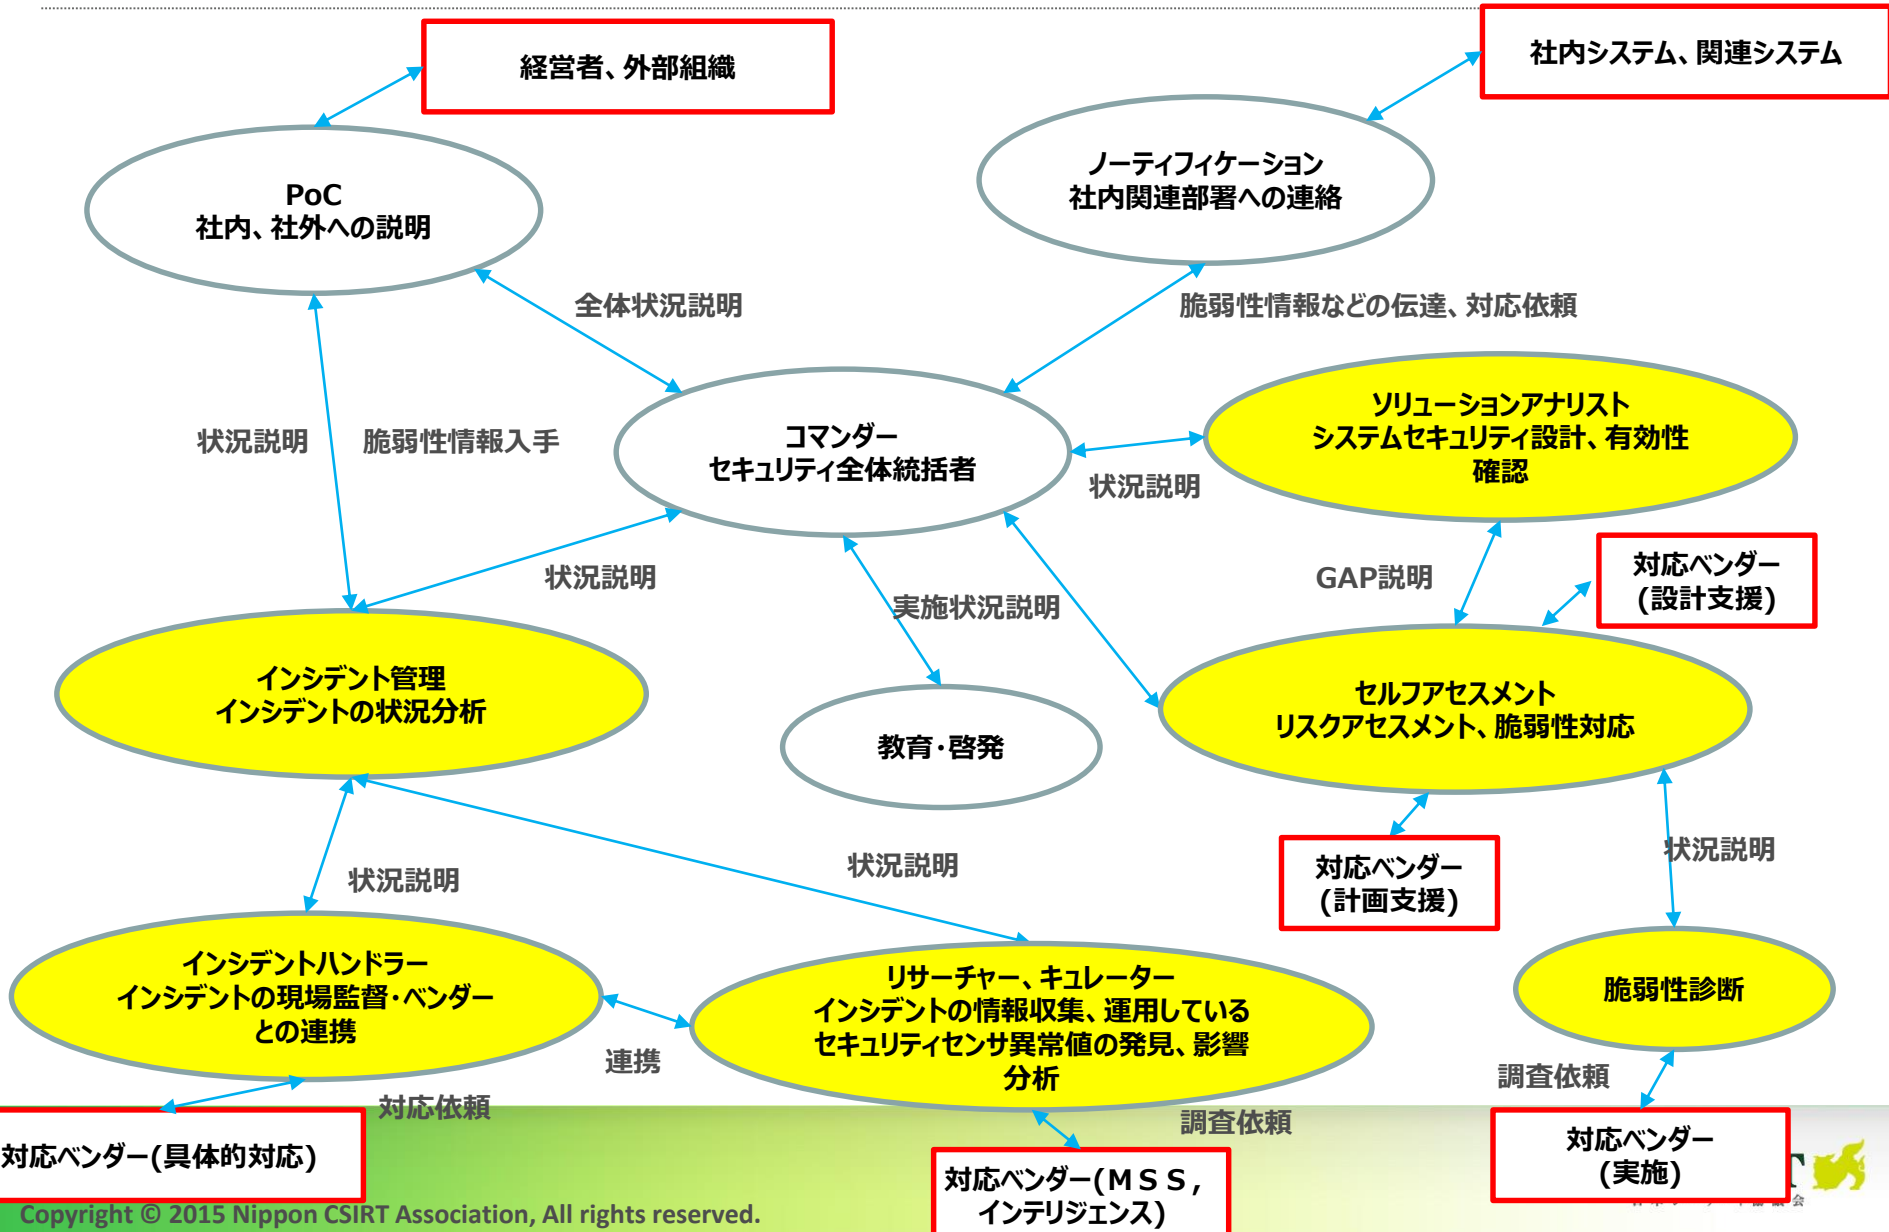 経営者、外部組織
社内システム、関連システム
ノーティフィケーション
社内関連部署への連絡
PoC
社内、社外への説明
全体状況説明
脆弱性情報などの伝達、対応依頼
ソリューションアナリスト
システムセキュリティ設計、有効性
確認
状況説明
脆弱性情報入手
コマンダー
セキュリティ全体統括者
状況説明
状況説明
GAP説明
対応ベンダー
(設計支援)
実施状況説明
インシデント管理
インシデントの状況分析
セルフアセスメント
リスクアセスメント、脆弱性対応
教育・啓発
状況説明
状況説明
状況説明
対応ベンダー
(計画支援)
インシデントハンドラー
インシデントの現場監督・ベンダー
との連携
リサーチャー、キュレーター
インシデントの情報収集、運用している
セキュリティセンサ異常値の発見、影響
分析
脆弱性診断
連携
調査依頼
対応依頼
調査依頼
対応ベンダー(具体的対応)
対応ベンダー(ＭＳＳ,
インテリジェンス)
対応ベンダー
(実施)
T
Copyright © 2015 Nippon CSIRT Association, All rights reserved.